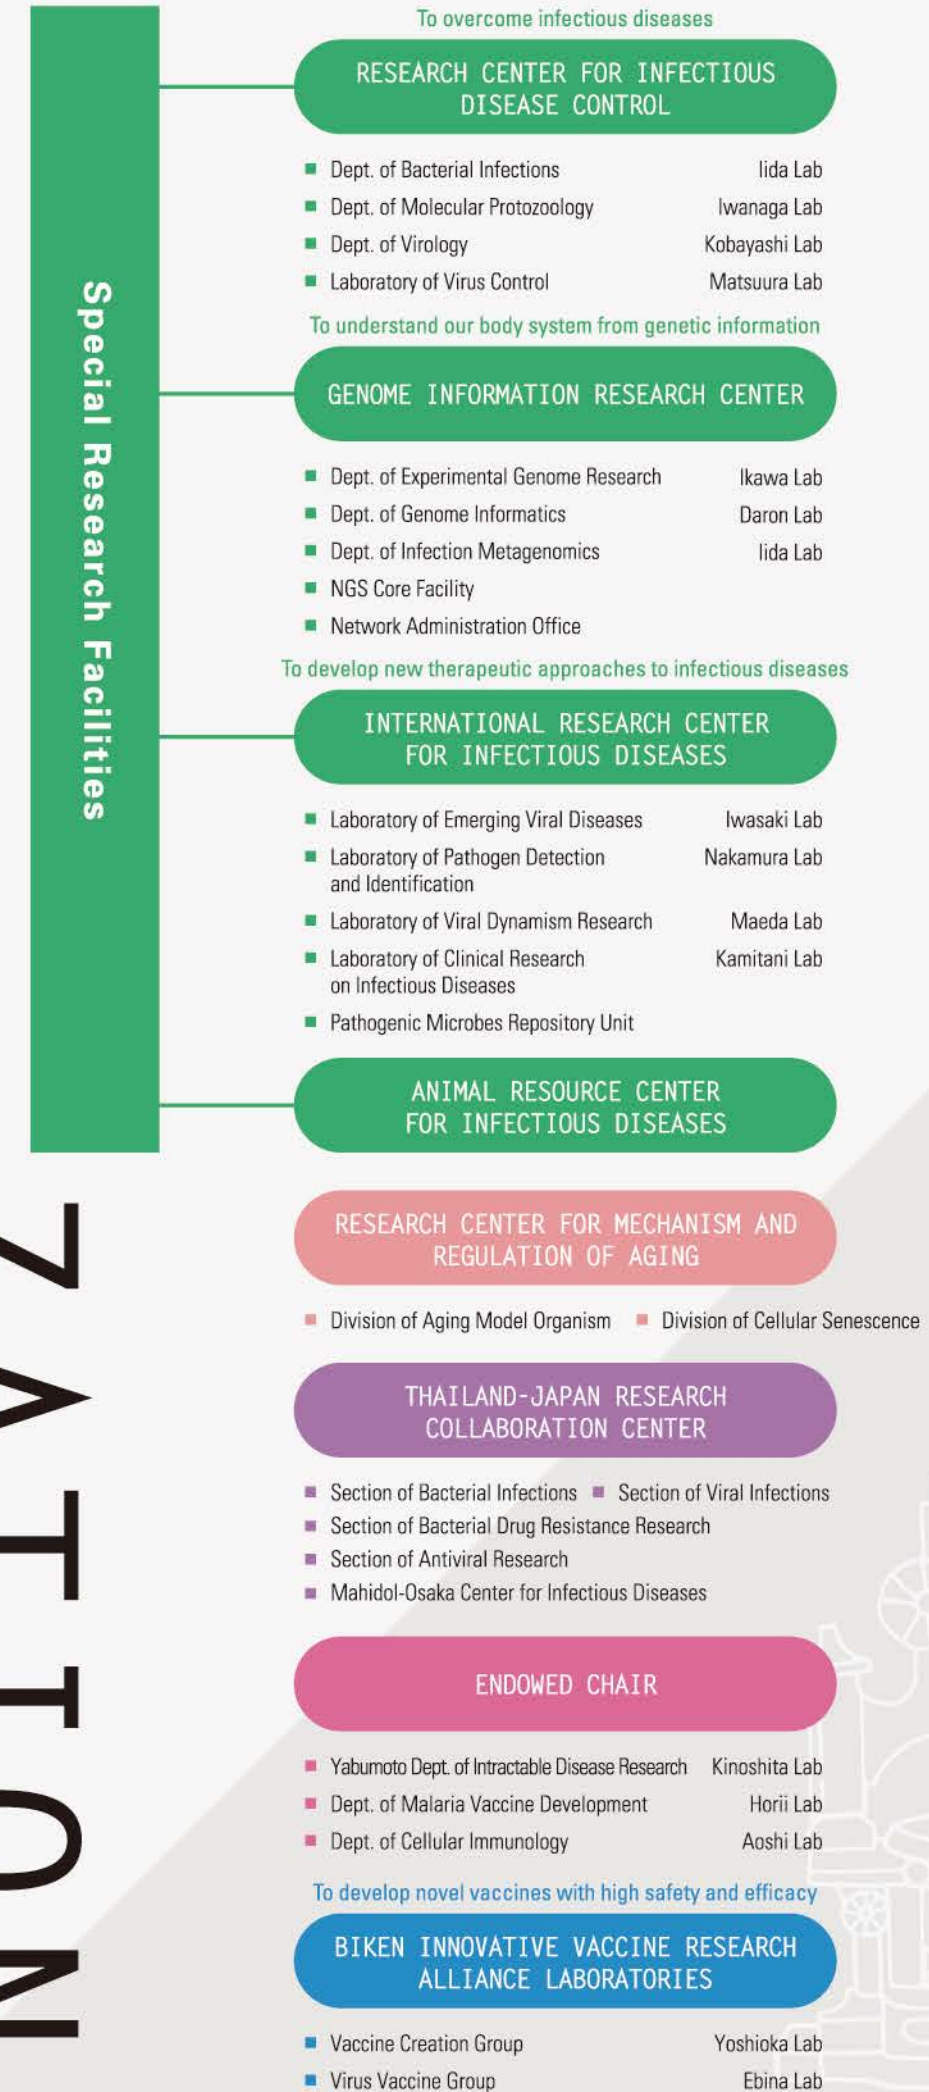 To overcome infectious diseases
RESEARCH CENTER FOR INFECTIOUS
DISEASE CONTROL
Dept. of Bacterial Infections Iida Lab
Dept. of Molecular Protozoology Iwanaga Lab
Dept. of Virology Kobayashi Lab
Laboratory of Virus Control Matsuura Lab
Special Research Facilities
To understand our body system from genetic information
GENOME INFORMATION RESEARCH CENTER
Dept. of Experimental Genome Research Ikawa Lab
Dept. of Genome Informatics Daron Lab
Dept. of Infection Metagenomics Iida Lab
NGS Core Facility
Network Administration Office
To develop new therapeutic approaches to infectious diseases
INTERNATIONAL RESEARCH CENTER
FOR INFECTIOUS DISEASES
Laboratory of Emerging Viral Diseases Iwasaki Lab
Laboratory of Pathogen Detection Nakamura Lab
and Identification
Laboratory of Viral Dynamism Research Maeda Lab
Laboratory of Clinical Research Kamitani Lab
on Infectious Diseases
Pathogenic Microbes Repository Unit
ANIMAL RESOURCE CENTER
FOR INFECTIOUS DISEASES
RESEARCH CENTER FOR MECHANISM AND
REGULATION OF AGING
Division of Aging Model Organism Division of Cellular Senescence
THAILAND-JAPAN RESEARCH
COLLABORATION CENTER
Section of Bacterial Infections Section of Viral Infections
Section of Bacterial Drug Resistance Research
Section of Antiviral Research
Mahidol-Osaka Center for Infectious Diseases
ENDOWED CHAIR
Yabumoto Dept. of Intractable Disease Research Kinoshita Lab
Dept. of Malaria Vaccine Development Horii Lab
Dept. of Cellular Immunology Aoshi Lab
To develop novel vaccines with high safety and efficacy
BIKEN INNOVATIVE VACCINE RESEARCH
ALLIANCE LABORATORIES
Vaccine Creation Group Yoshioka Lab
Virus Vaccine Group Ebina Lab